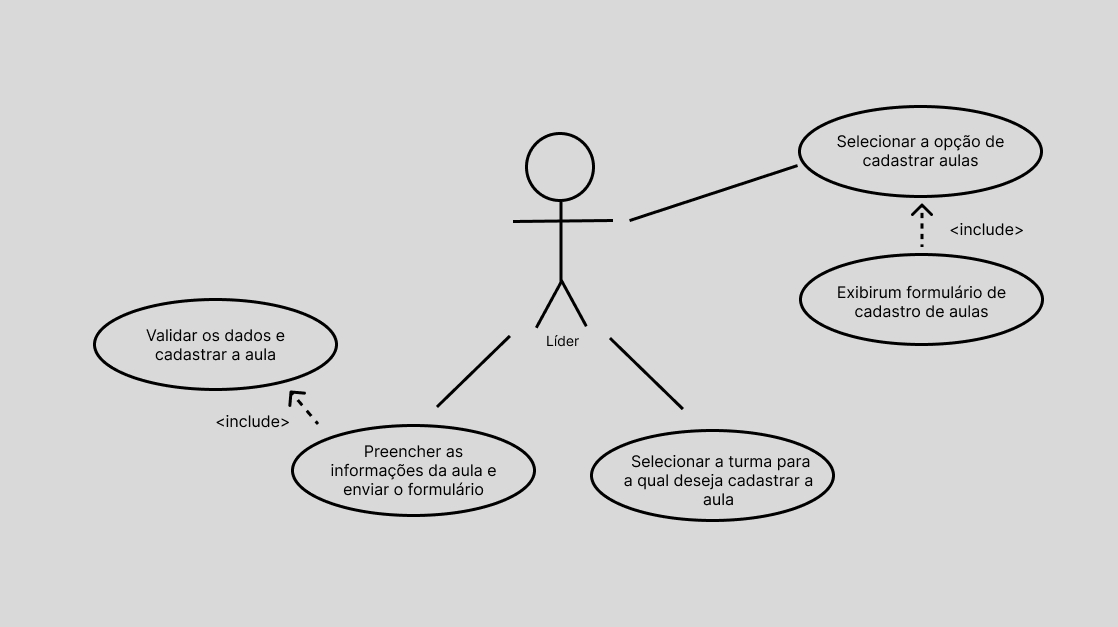 Selecionar a opção de
cadastrar aulas
<include>
Exibirum formulário de
cadastro de aulas
Líder
Validar os dados e
cadastrar a aula
<include>
Preencher as
informações da aula e
enviar o formulário
Selecionar a turma para
a qual deseja cadastrar a
aula